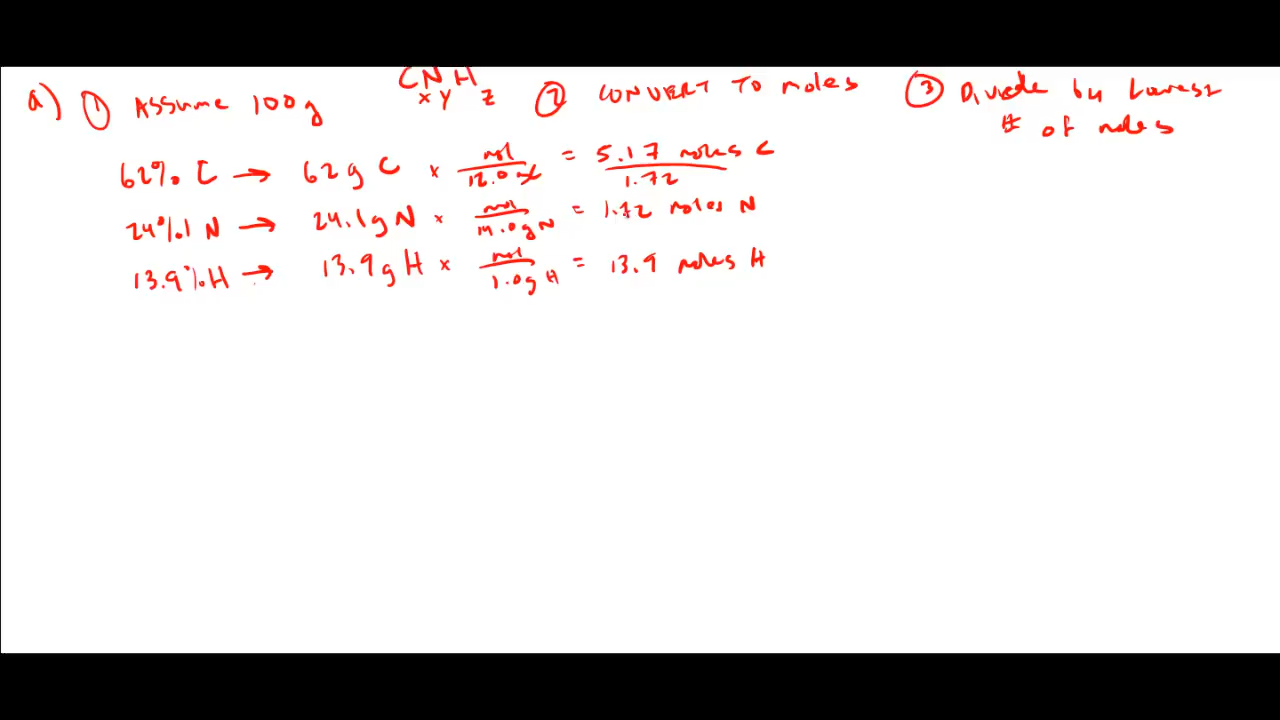 a) ① ASSUME 100g CxNyHz ② CONVERT TO moles ③ Divide by Lowest
# of moles
62% C → 62g C × mol/12.0g C = 5.17 moles C/1.72
24%.1 N → 24.1g N × mol/14.0g N = 1.72 moles N
13.9% H → 13.9g H × mol/1.0g H = 13.9 moles H